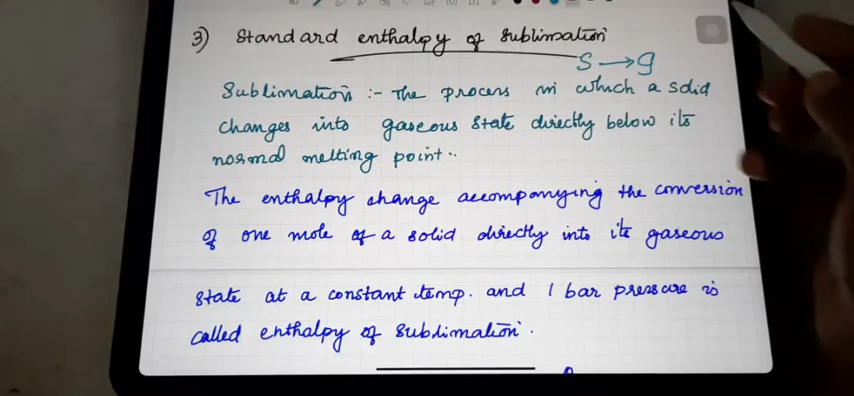 3) Standard enthalpy of sublimation
S → g
Sublimation :- The process in which a solid
changes into gaseous state directly below its
normal melting point..
The enthalpy change accompanying the conversion
of one mole of a solid directly into its gaseous
state at a constant temp. and 1 bar pressure is
called enthalpy of sublimation.